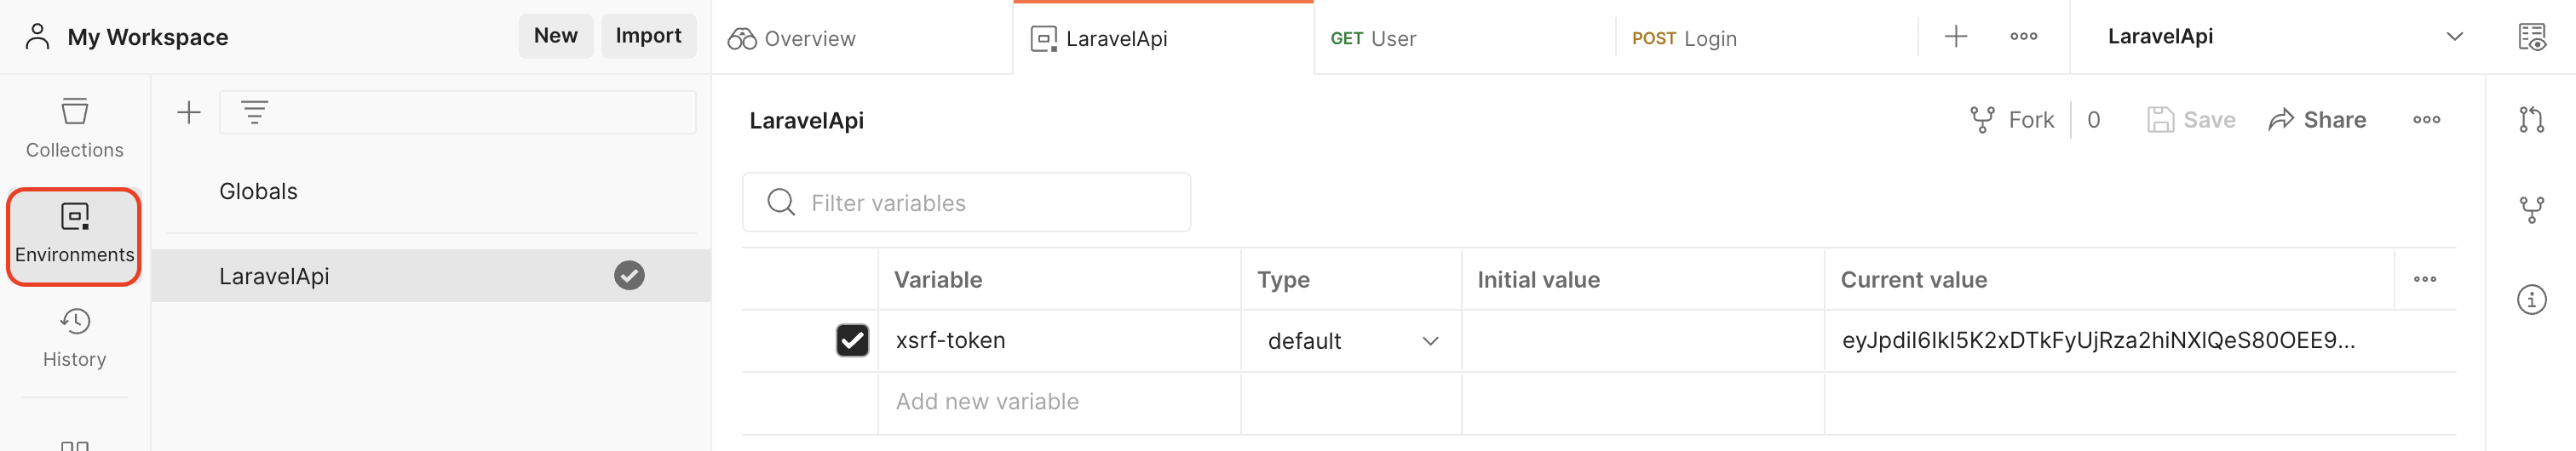 My Workspace
New
Import
Overview
LaravelApi
GET User
POST Login
LaravelApi
Collections
Environments
History
Globals
LaravelApi
LaravelApi
Fork
0
Save
Share
Filter variables
Variable Type Initial value Current value
xsrf-token default eyJpdiI6IkI5K2xDTkFyUjRza2hiNXlQeS80OEE9...
Add new variable